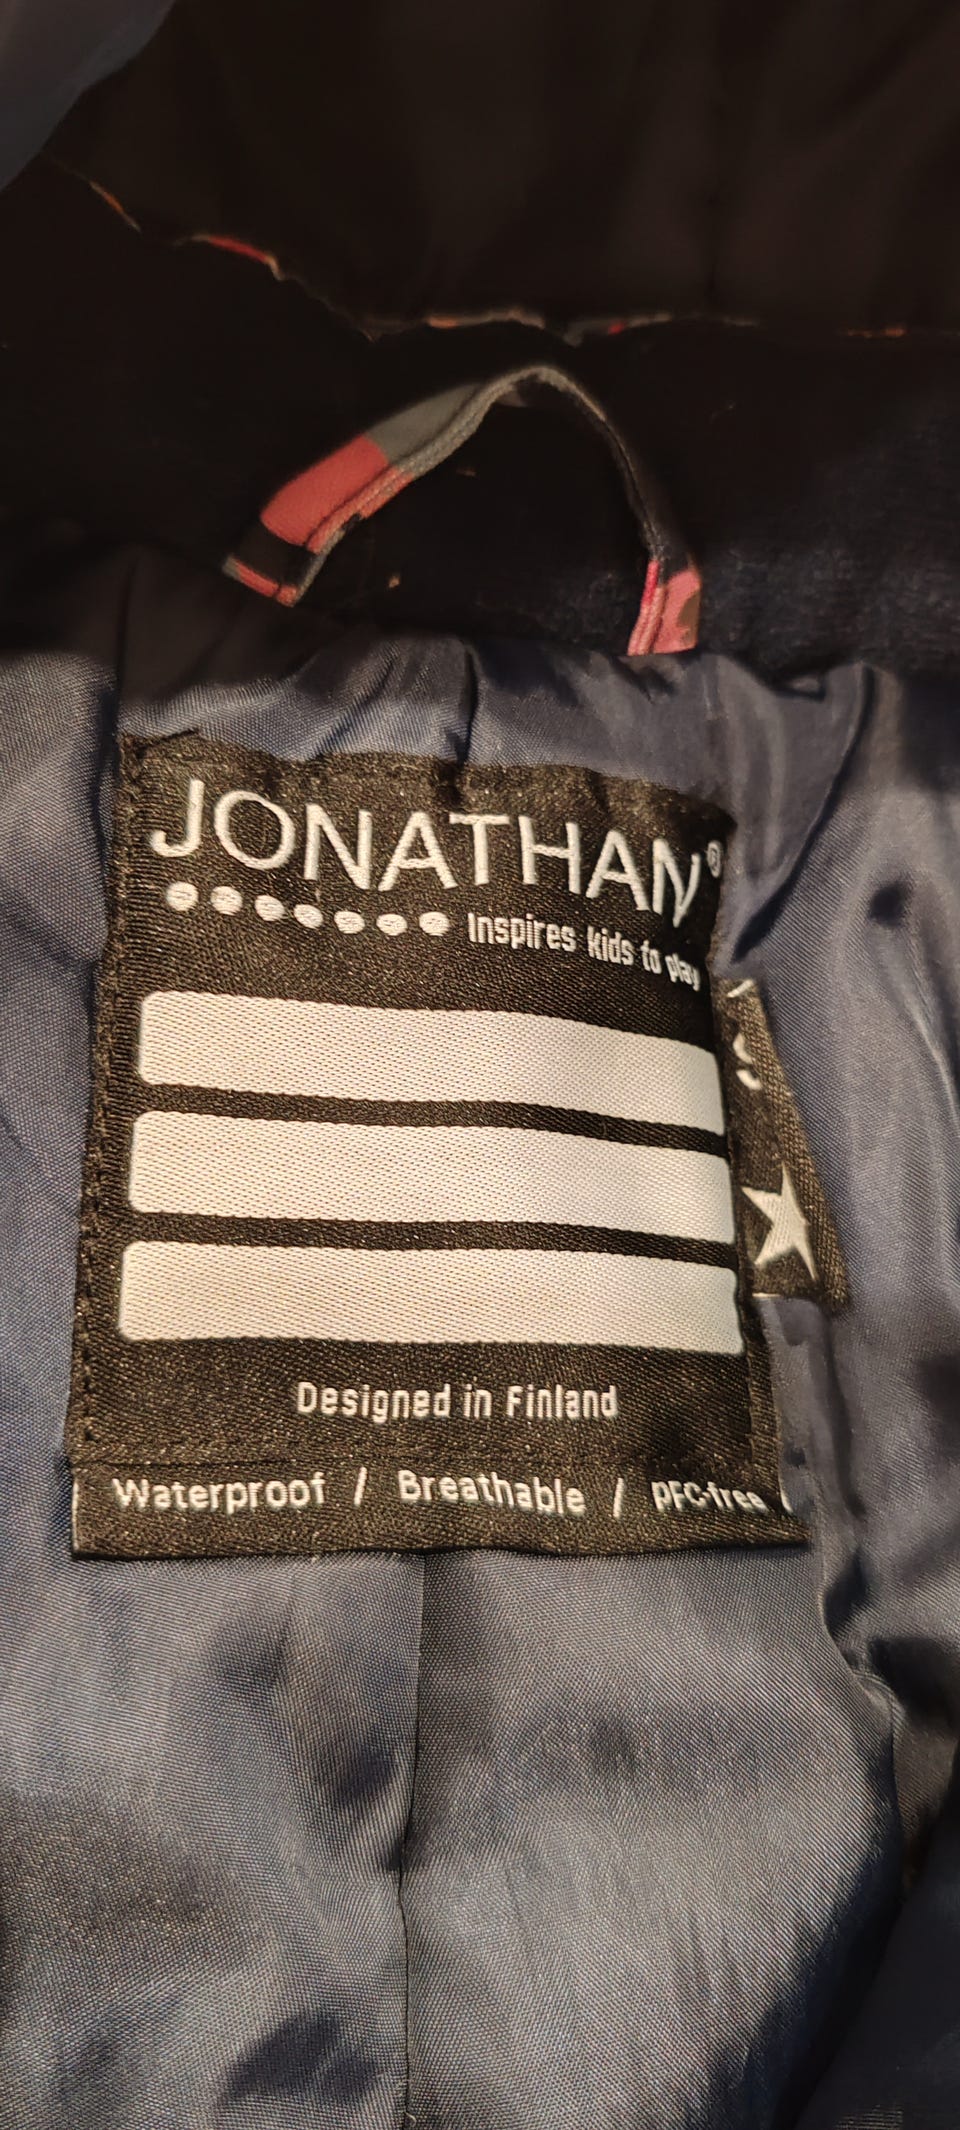 JONATHAN®
Inspires kids to play
Designed in Finland
Waterproof / Breathable / PFC-free